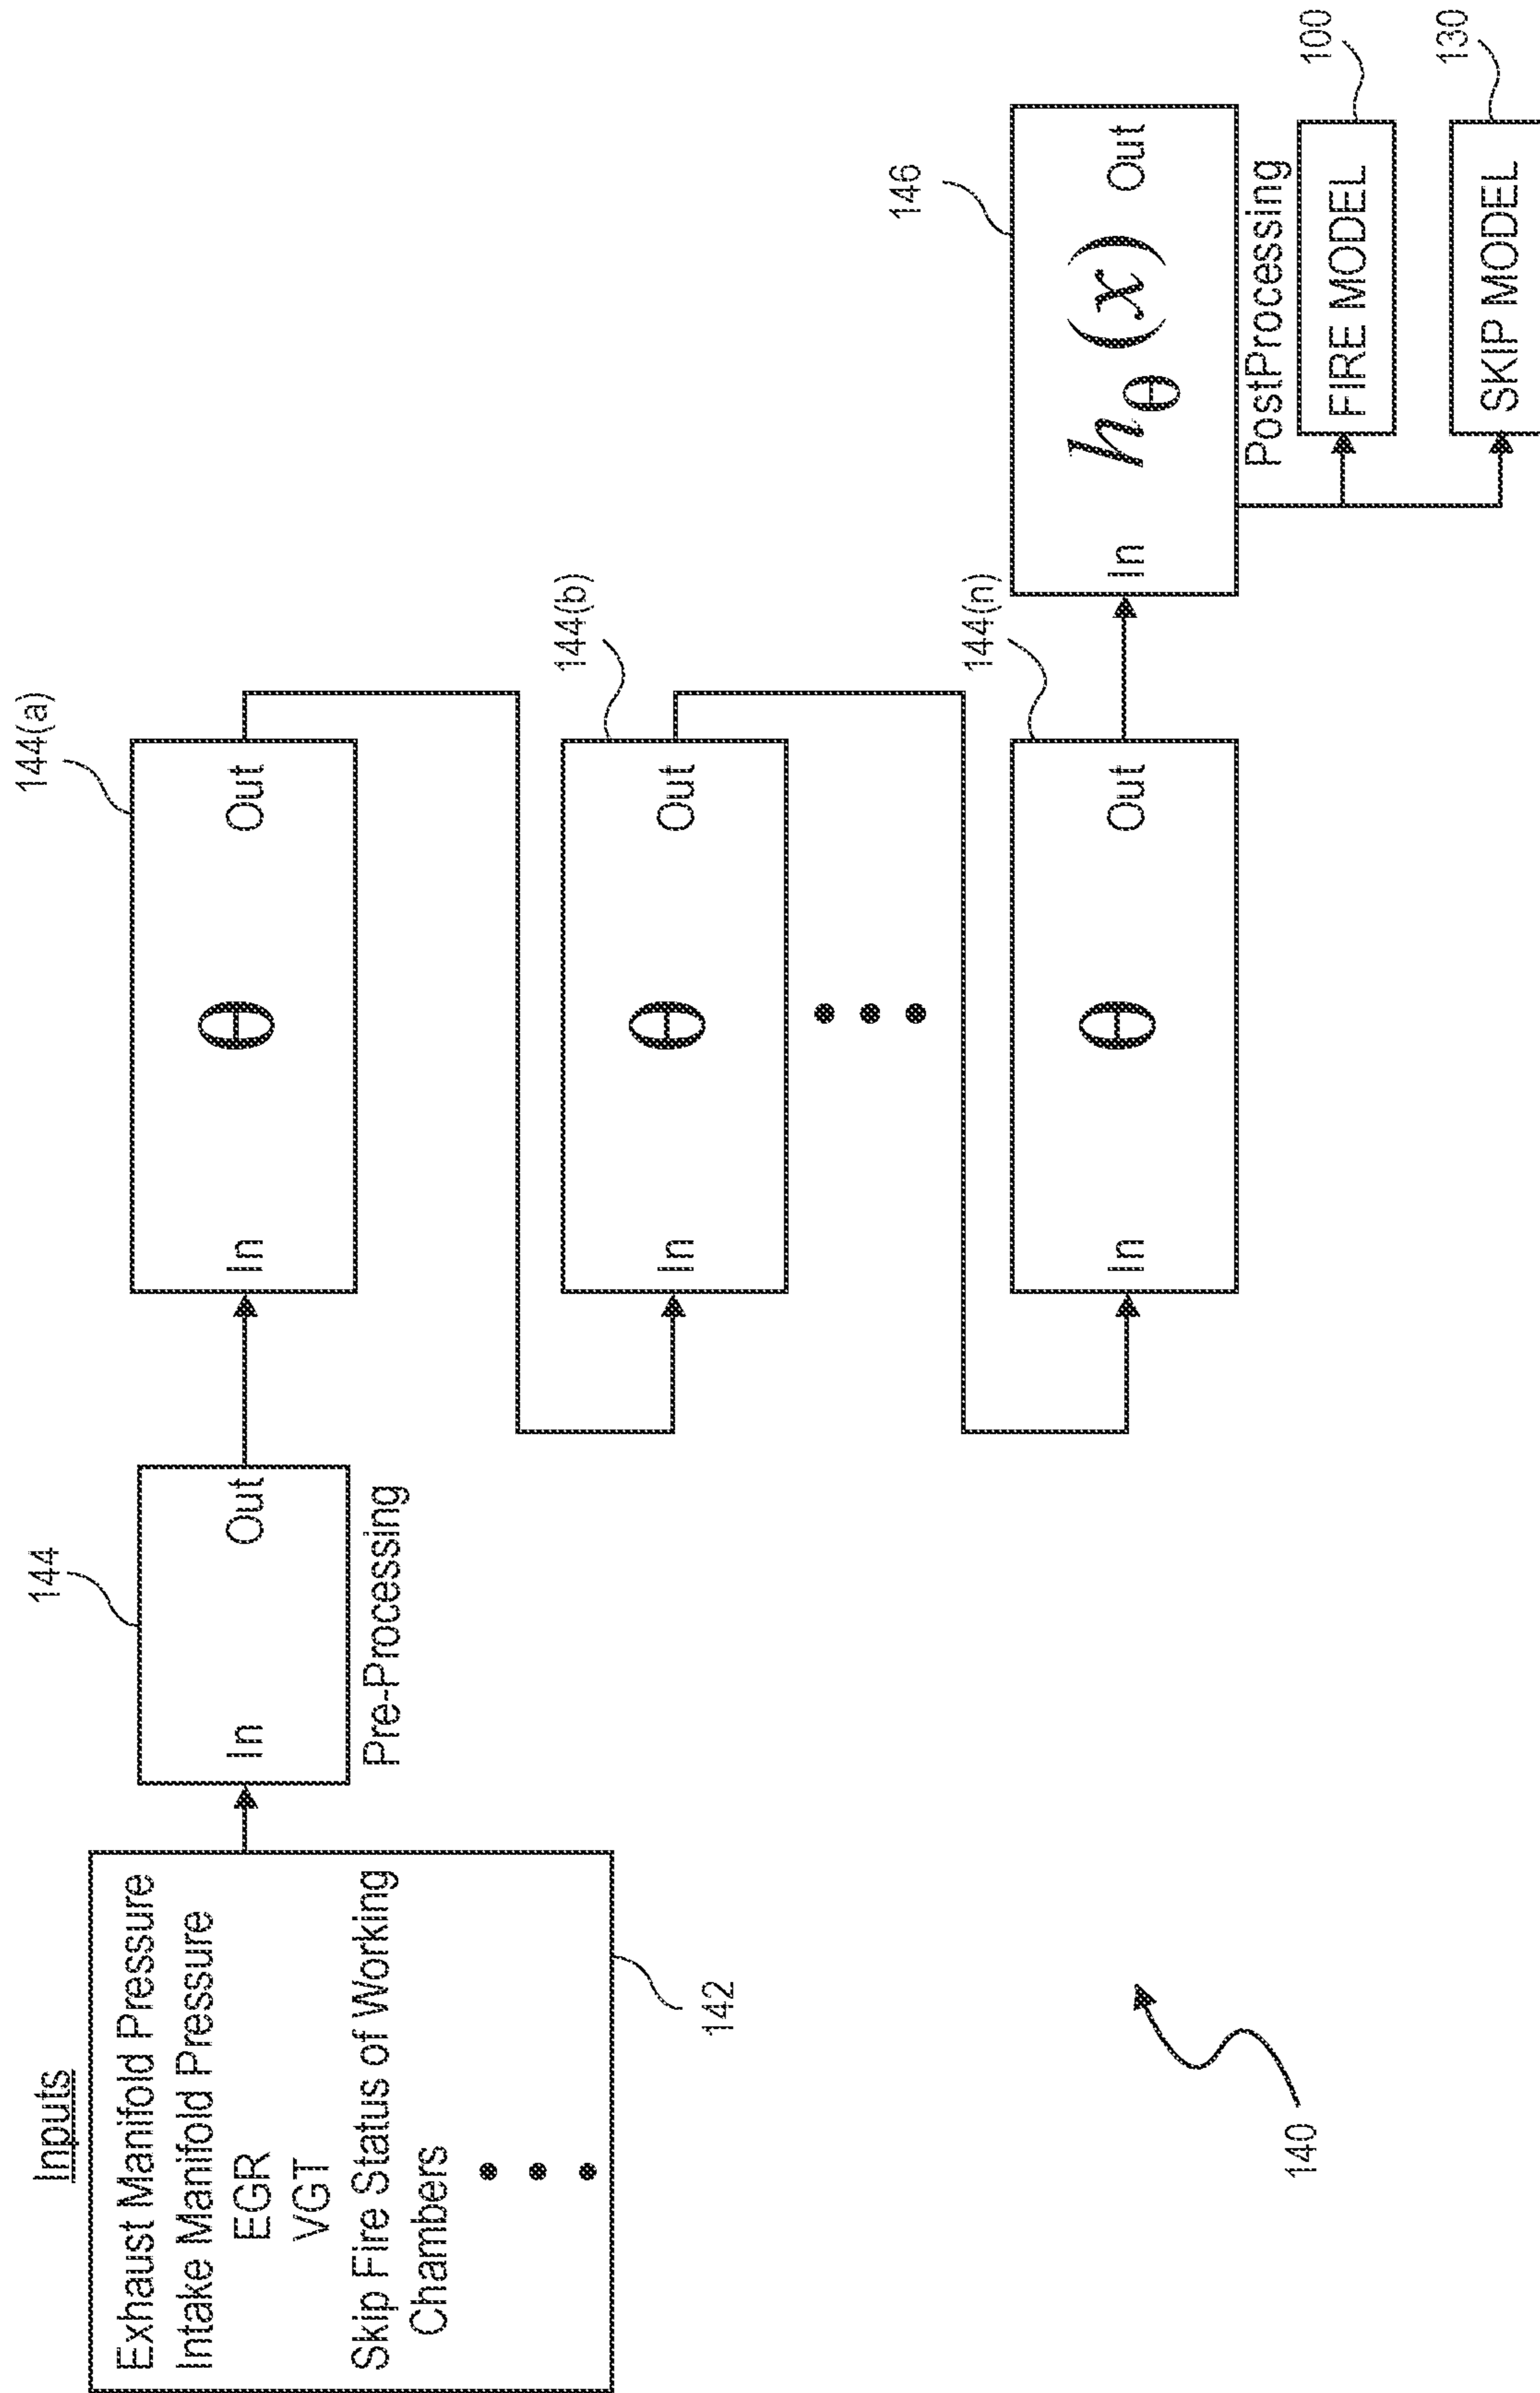 Inputs
Exhaust Manifold Pressure
Intake Manifold Pressure
EGR
VGT
Skip Fire Status of Working
Chambers
142
144
In Out
Pre-Processing
144(a)
In θ Out
144(b)
In θ Out
144(n)
In θ Out
146
In hθ(x) Out
PostProcessing
FIRE MODEL
100
SKIP MODEL
130
140